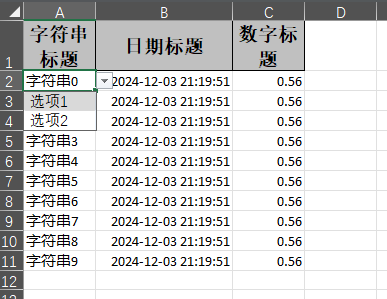 A B C D
1 字符串标题 日期标题 数字标题
2 字符串0 2024-12-03 21:19:51 0.56
3 选项1 2024-12-03 21:19:51 0.56
4 选项2 2024-12-03 21:19:51 0.56
5 字符串3 2024-12-03 21:19:51 0.56
6 字符串4 2024-12-03 21:19:51 0.56
7 字符串5 2024-12-03 21:19:51 0.56
8 字符串6 2024-12-03 21:19:51 0.56
9 字符串7 2024-12-03 21:19:51 0.56
10 字符串8 2024-12-03 21:19:51 0.56
11 字符串9 2024-12-03 21:19:51 0.56
12